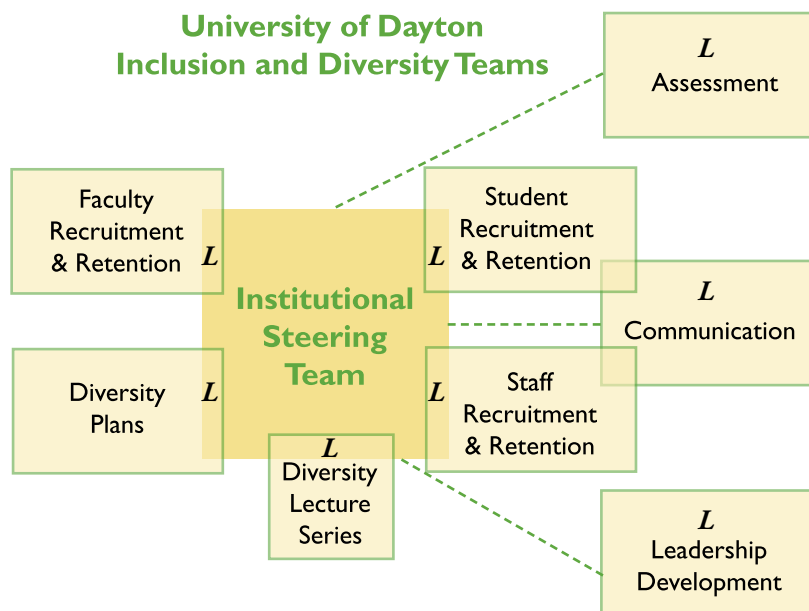 University of Dayton
Inclusion and Diversity Teams
L
Assessment
Faculty
Recruitment
& Retention
L
Student
Recruitment
& Retention
L
Institutional
Steering
Team
L
Communication
Diversity
Plans
L
Staff
Recruitment
& Retention
L
L
Diversity
Lecture
Series
L
Leadership
Development